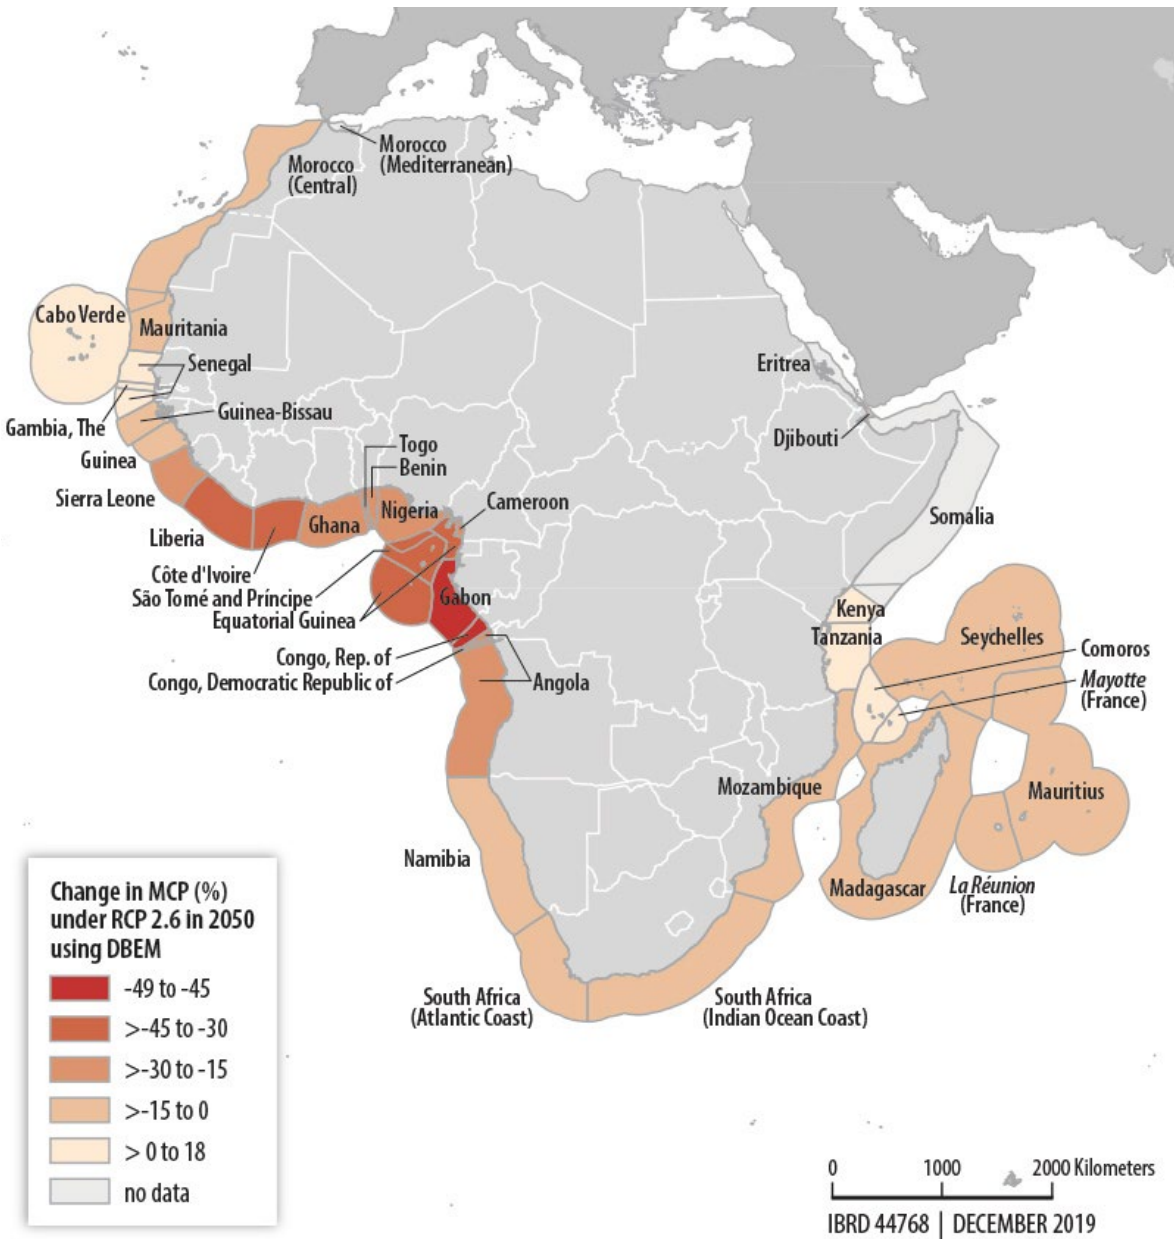 Morocco
(Mediterranean)
Morocco
(Central)
Cabo Verde
Mauritania
Senegal
Eritrea
Guinea-Bissau
Gambia, The
Djibouti
Togo
Guinea
Benin
Sierra Leone
Cameroon
Nigeria
Somalia
Ghana
Liberia
Côte d'Ivoire
São Tomé and Príncipe
Gabon
Kenya
Equatorial Guinea
Tanzania
Seychelles
Comoros
Congo, Rep. of
Mayotte
(France)
Congo, Democratic Republic of
Angola
Mozambique
Mauritius
Namibia
Madagascar
La Réunion
(France)
South Africa
(Atlantic Coast)
South Africa
(Indian Ocean Coast)
Change in MCP (%)
under RCP 2.6 in 2050
using DBEM
-49 to -45
>-45 to -30
>-30 to -15
>-15 to 0
> 0 to 18
no data
0 1000 2000 Kilometers
IBRD 44768 | DECEMBER 2019